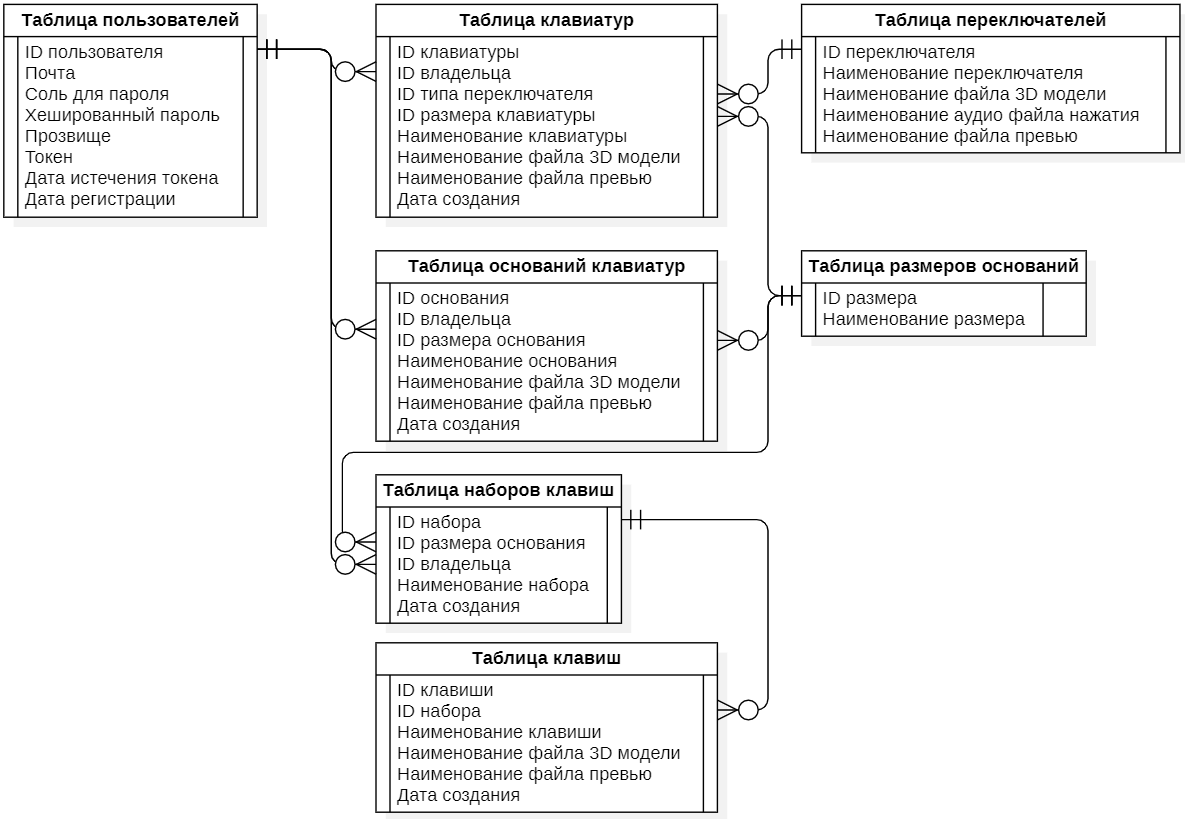 Таблица пользователей
ID пользователя
Почта
Соль для пароля
Хешированный пароль
Прозвище
Токен
Дата истечения токена
Дата регистрации
Таблица клавиатур
ID клавиатуры
ID владельца
ID типа переключателя
ID размера клавиатуры
Наименование клавиатуры
Наименование файла 3D модели
Наименование файла превью
Дата создания
Таблица переключателей
ID переключателя
Наименование переключателя
Наименование файла 3D модели
Наименование аудио файла нажатия
Наименование файла превью
Таблица оснований клавиатур
ID основания
ID владельца
ID размера основания
Наименование основания
Наименование файла 3D модели
Наименование файла превью
Дата создания
Таблица размеров оснований
ID размера
Наименование размера
Таблица наборов клавиш
ID набора
ID размера основания
ID владельца
Наименование набора
Дата создания
Таблица клавиш
ID клавиши
ID набора
Наименование клавиши
Наименование файла 3D модели
Наименование файла превью
Дата создания